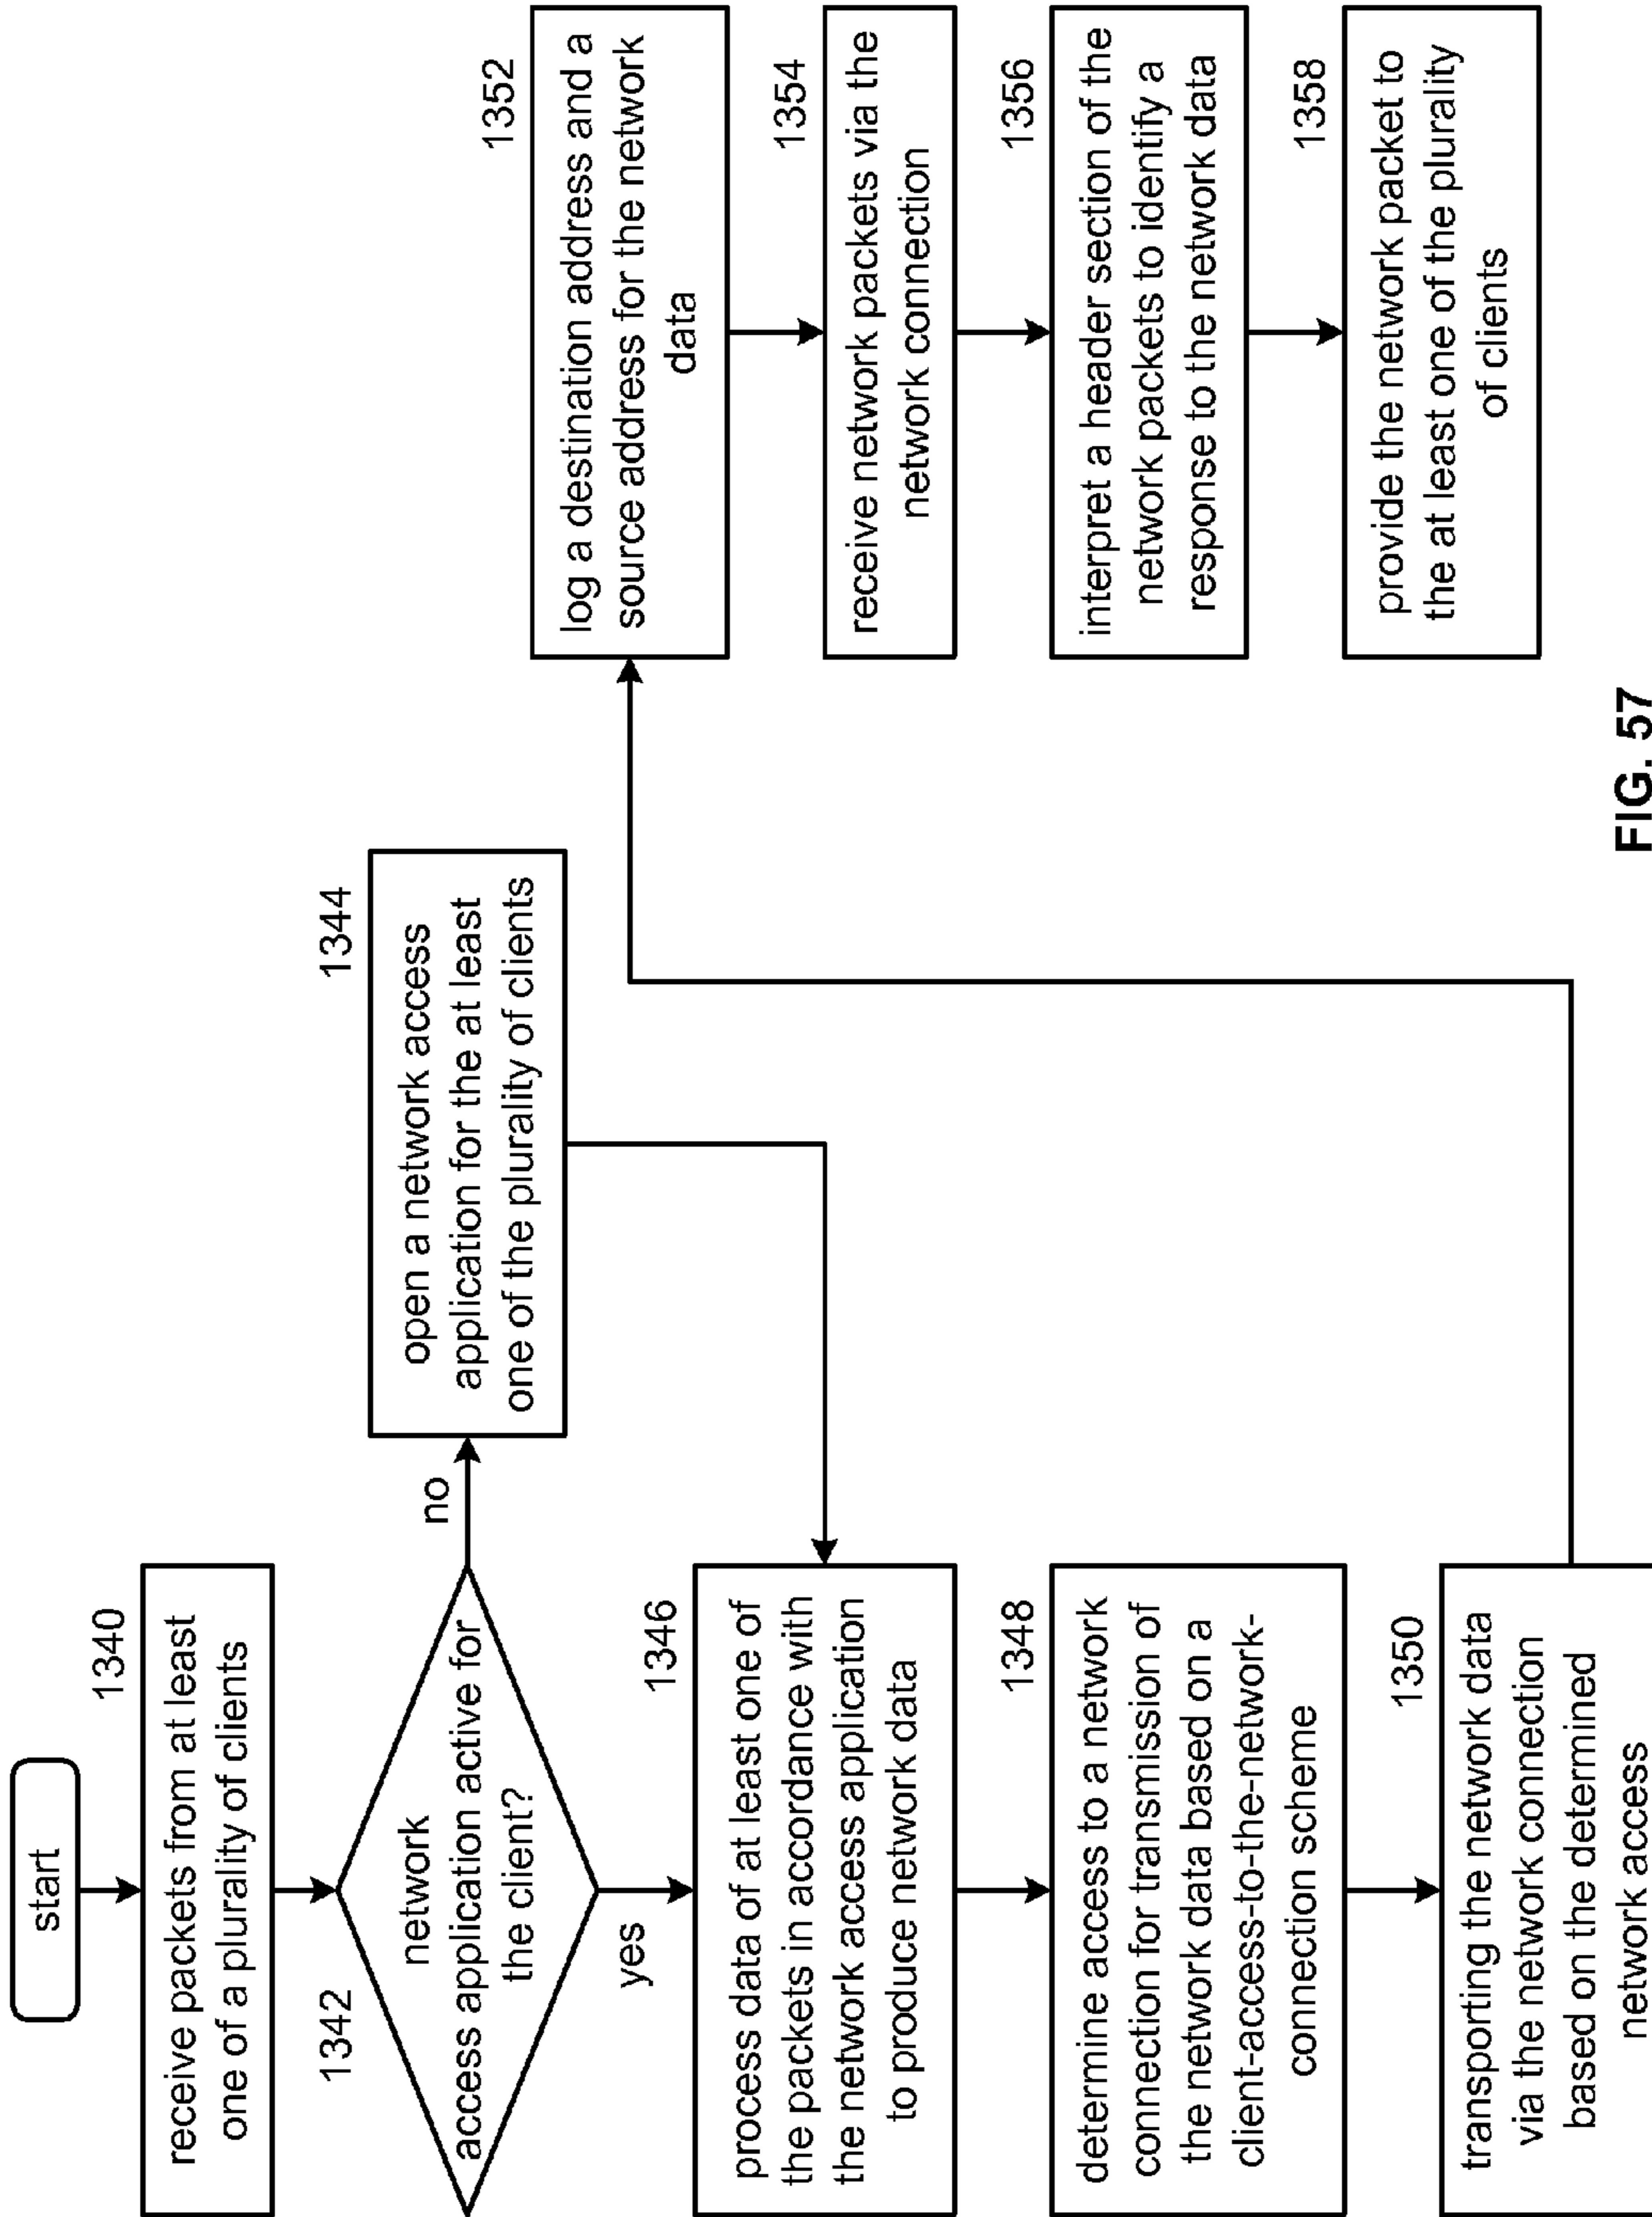 start
1340
receive packets from at least
one of a plurality of clients
1342
network
access application active for
the client?
no
yes
1344
open a network access
application for the at least
one of the plurality of clients
1346
process data of at least one of
the packets in accordance with
the network access application
to produce network data
1348
determine access to a network
connection for transmission of
the network data based on a
client-access-to-the-network-
connection scheme
1350
transporting the network data
via the network connection
based on the determined
network access
1352
log a destination address and a
source address for the network
data
1354
receive network packets via the
network connection
1356
interpret a header section of the
network packets to identify a
response to the network data
1358
provide the network packet to
the at least one of the plurality
of clients
FIG. 57